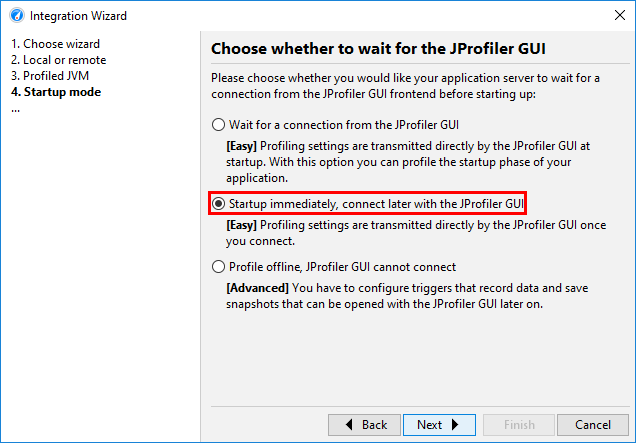 Integration Wizard
1. Choose wizard
2. Local or remote
3. Profiled JVM
4. Startup mode
...
Choose whether to wait for the JProfiler GUI
Please choose whether you would like your application server to wait for a
connection from the JProfiler GUI frontend before starting up:
Wait for a connection from the JProfiler GUI
[Easy] Profiling settings are transmitted directly by the JProfiler GUI at
startup. With this option you can profile the startup phase of your
application.
Startup immediately, connect later with the JProfiler GUI
[Easy] Profiling settings are transmitted directly by the JProfiler GUI once
you connect.
Profile offline, JProfiler GUI cannot connect
[Advanced] You have to configure triggers that record data and save
snapshots that can be opened with the JProfiler GUI later on.
Back Next Finish Cancel